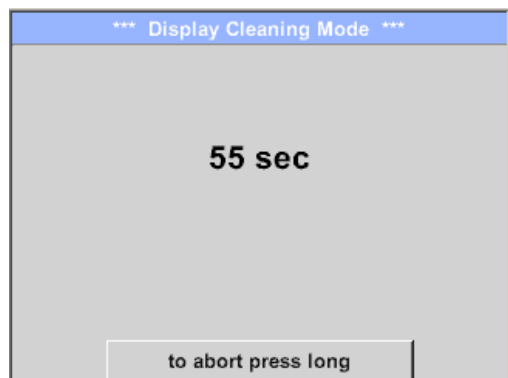 *** Display Cleaning Mode ***
55 sec
to abort press long